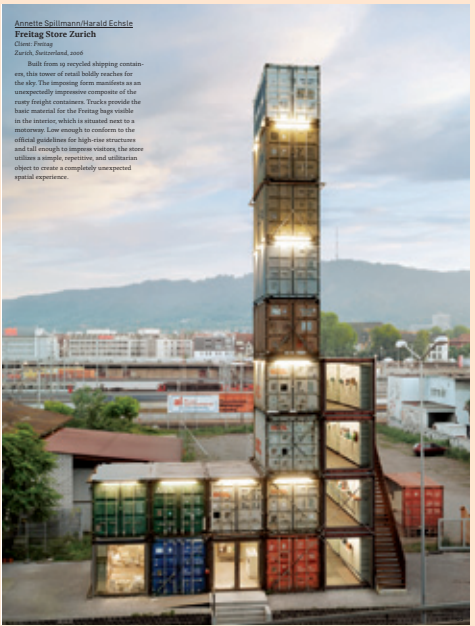 Annette Spillmann/Harald Echsle
Freitag Store Zurich
Client: Freitag
Zurich, Switzerland, 2006
Built from 19 recycled shipping contain-
ers, this tower of retail boldly reaches for
the sky. The imposing form manifests as an
unexpectedly impressive composite of the
rusty freight containers. Trucks provide the
basic material for the Freitag bags visible
in the interior, which is situated next to a
motorway. Low enough to conform to the
official guidelines for high-rise structures
and tall enough to impress visitors, the store
utilises a simple, repetitive, and utilitarian
object to create a completely unexpected
spatial experience.